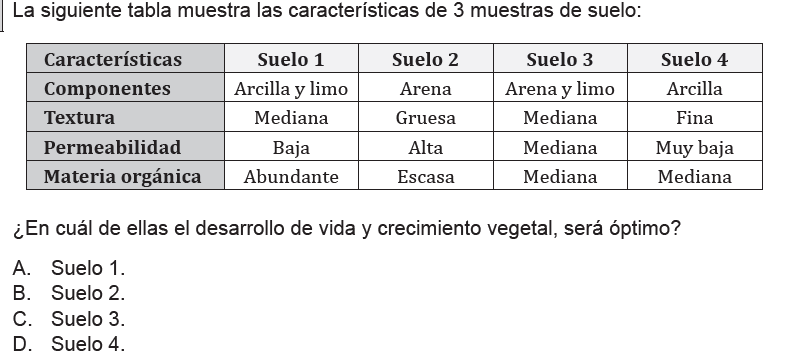 La siguiente tabla muestra las características de 3 muestras de suelo:
Características Suelo 1 Suelo 2 Suelo 3 Suelo 4
Componentes Arcilla y limo Arena Arena y limo Arcilla
Textura Mediana Gruesa Mediana Fina
Permeabilidad Baja Alta Mediana Muy baja
Materia orgánica Abundante Escasa Mediana Mediana
¿En cuál de ellas el desarrollo de vida y crecimiento vegetal, será óptimo?
A. Suelo 1.
B. Suelo 2.
C. Suelo 3.
D. Suelo 4.